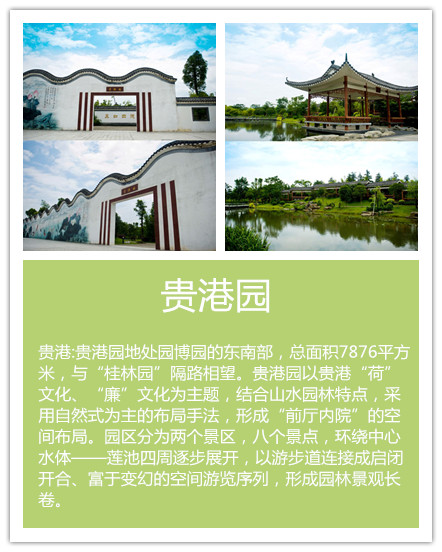 贵港园
贵港:贵港园地处园博园的东南部，总面积7876平方
米，与“桂林园”隔路相望。贵港园以贵港“荷”
文化、“廉”文化为主题，结合山水园林特点，采
用自然式为主的布局手法，形成“前厅内院”的空
间布局。园区分为两个景区，八个景点，环绕中心
水体——莲池四周逐步展开，以游步道连接成启闭
开合、富于变幻的空间游览序列，形成园林景观长
卷。